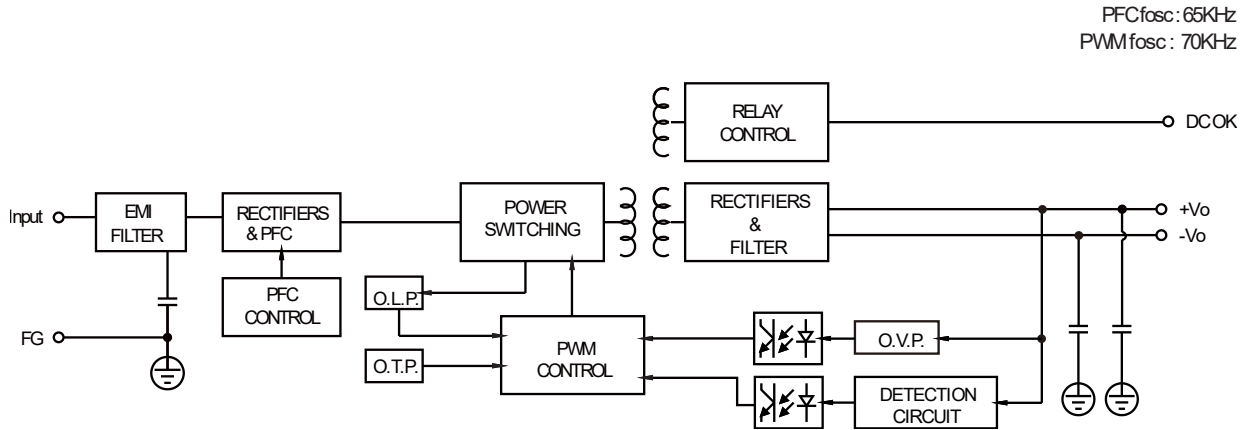 PFC fosc : 65KHz
PWM fosc : 70KHz
RELAY
CONTROL
DC OK
Input
EMI
FILTER
RECTIFIERS
& PFC
POWER
SWITCHING
RECTIFIERS
&
FILTER
+Vo
-Vo
PFC
CONTROL
O.L.P.
FG
O.T.P.
PWM
CONTROL
O.V.P.
DETECTION
CIRCUIT